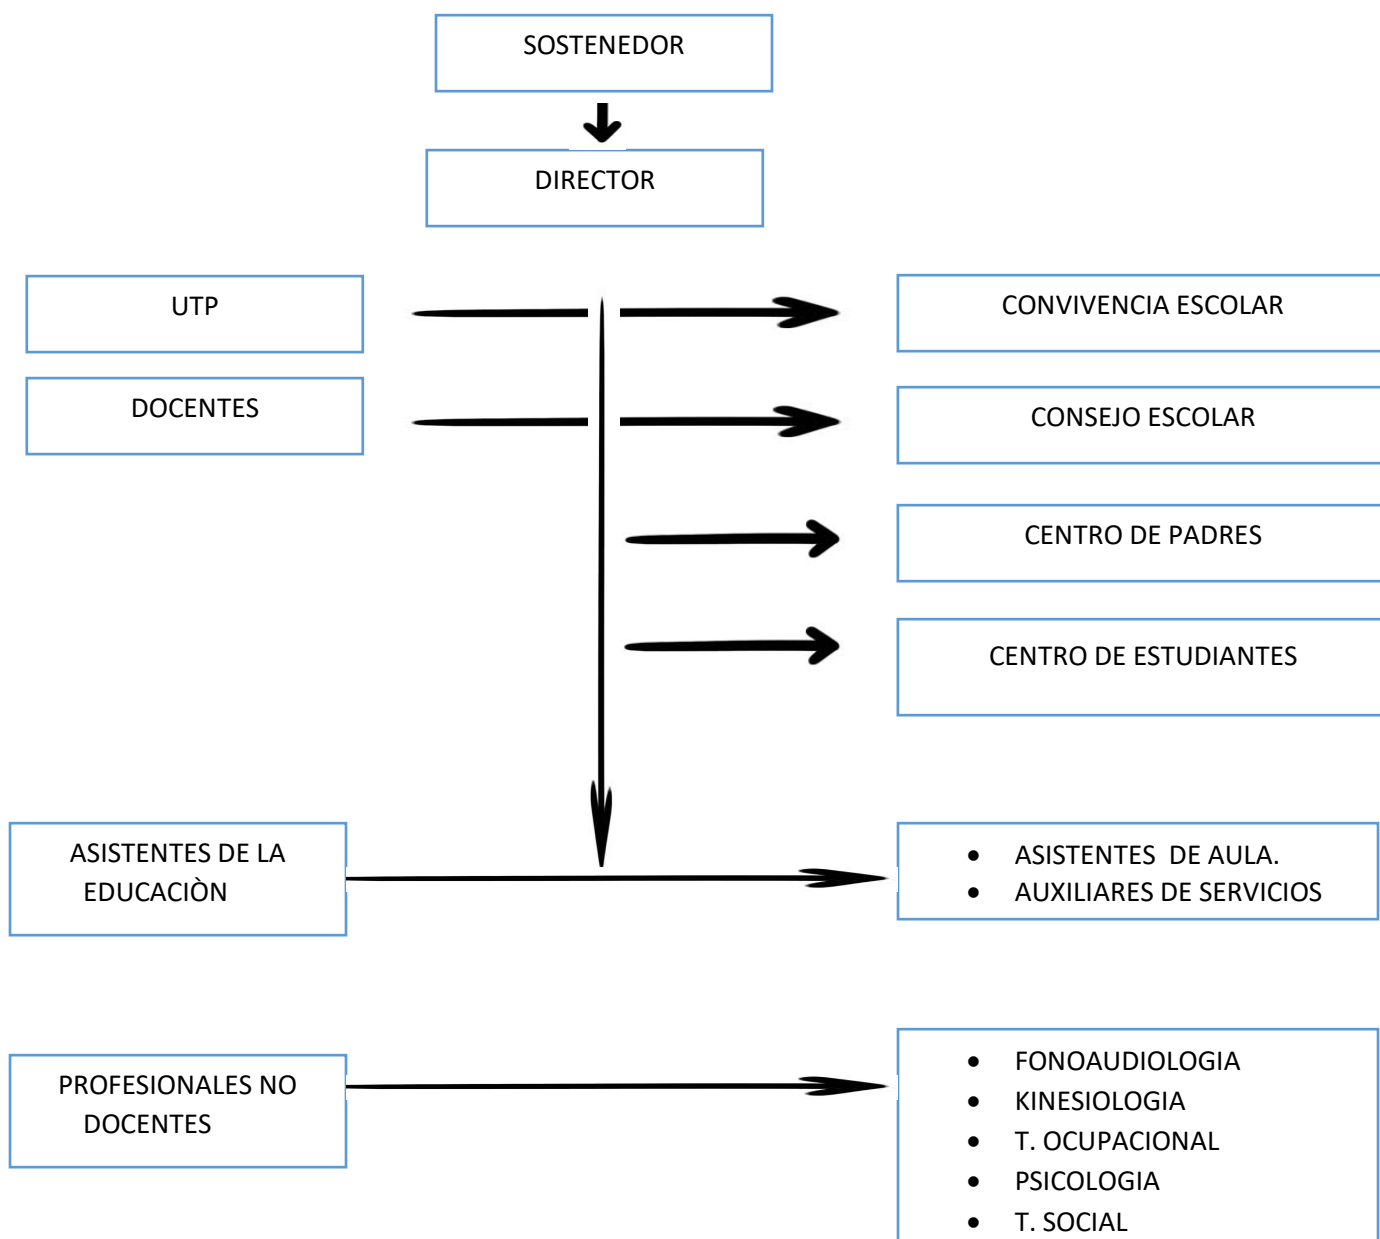 SOSTENEDOR
DIRECTOR
UTP
CONVIVENCIA ESCOLAR
DOCENTES
CONSEJO ESCOLAR
CENTRO DE PADRES
CENTRO DE ESTUDIANTES
ASISTENTES DE LA
EDUCACIÒN
• ASISTENTES DE AULA.
• AUXILIARES DE SERVICIOS
PROFESIONALES NO
DOCENTES
• FONOAUDIOLOGIA
• KINESIOLOGIA
• T. OCUPACIONAL
• PSICOLOGIA
• T. SOCIAL